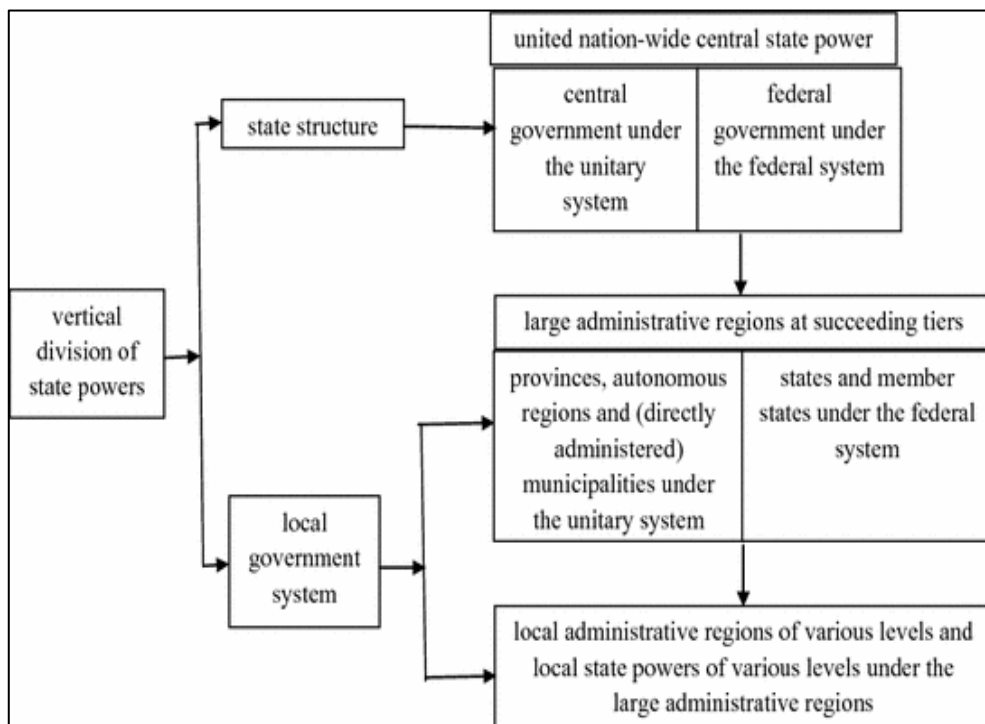 united nation-wide central state power
central
government under
the unitary
system
federal
government under
the federal system
state structure
vertical
division of
state powers
large administrative regions at succeeding tiers
provinces, autonomous
regions and (directly
administered)
municipalities under
the unitary system
states and member
states under the federal
system
local
government
system
local administrative regions of various levels and
local state powers of various levels under the
large administrative regions